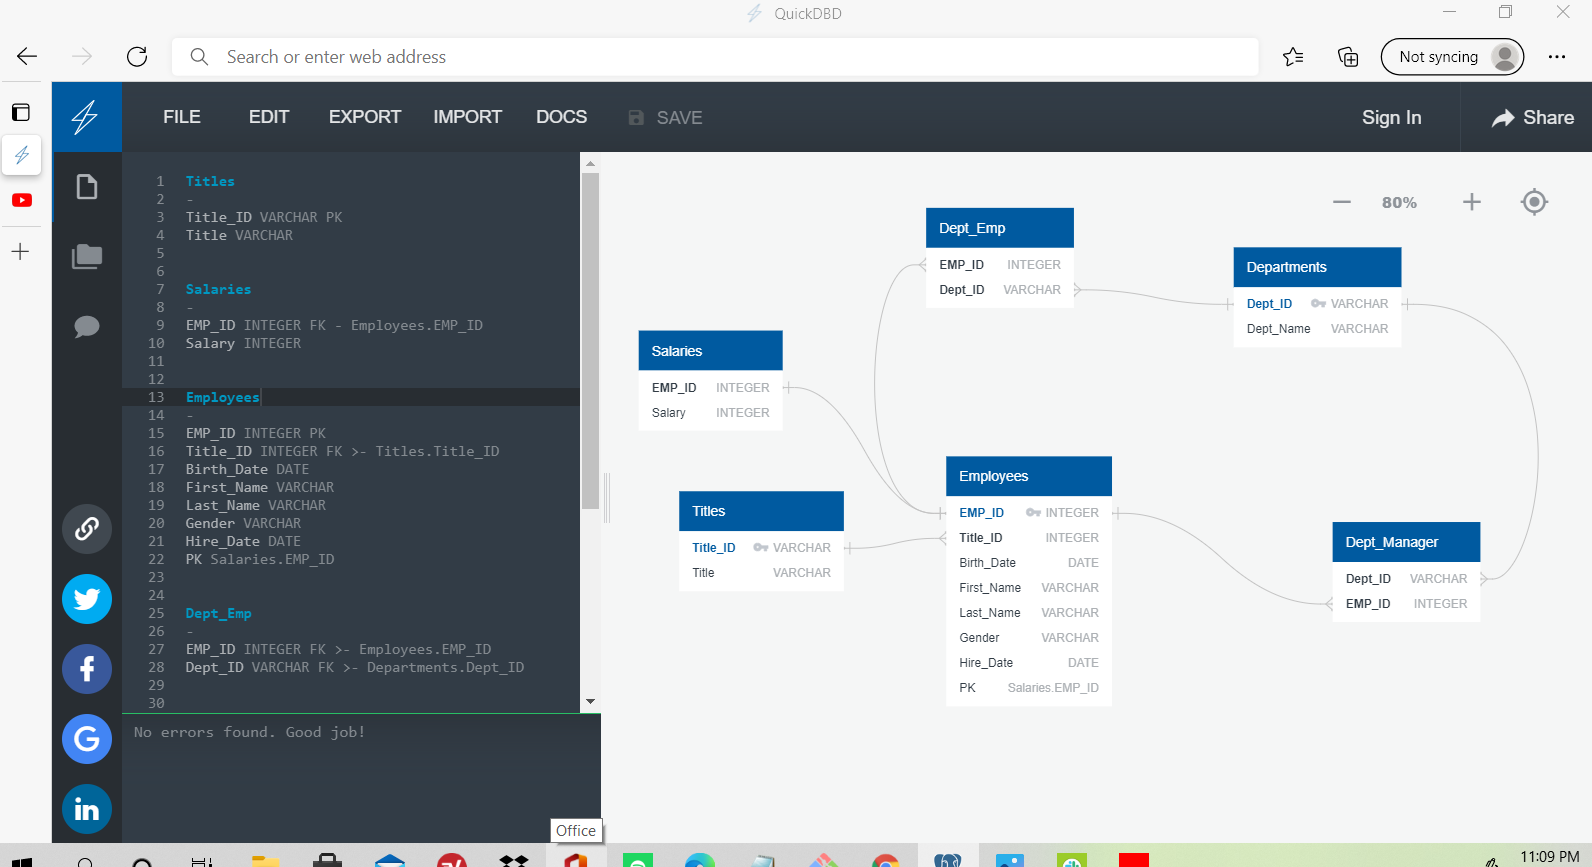 QuickDBD
Search or enter web address
Not syncing
FILE EDIT EXPORT IMPORT DOCS SAVE Sign In Share
1 Titles
2 -
3 Title_ID VARCHAR PK
4 Title VARCHAR
5
6
7 Salaries
8 -
9 EMP_ID INTEGER FK - Employees.EMP_ID
10 Salary INTEGER
11
12
13 Employees
14 -
15 EMP_ID INTEGER PK
16 Title_ID INTEGER FK >- Titles.Title_ID
17 Birth_Date DATE
18 First_Name VARCHAR
19 Last_Name VARCHAR
20 Gender VARCHAR
21 Hire_Date DATE
22 PK Salaries.EMP_ID
23
24
25 Dept_Emp
26 -
27 EMP_ID INTEGER FK >- Employees.EMP_ID
28 Dept_ID VARCHAR FK >- Departments.Dept_ID
29
30
No errors found. Good job!
80%
Dept_Emp
EMP_ID INTEGER
Dept_ID VARCHAR
Departments
Dept_ID VARCHAR
Dept_Name VARCHAR
Salaries
EMP_ID INTEGER
Salary INTEGER
Titles
Title_ID VARCHAR
Title VARCHAR
Employees
EMP_ID INTEGER
Title_ID INTEGER
Birth_Date DATE
First_Name VARCHAR
Last_Name VARCHAR
Gender VARCHAR
Hire_Date DATE
PK Salaries.EMP_ID
Dept_Manager
Dept_ID VARCHAR
EMP_ID INTEGER
Office
11:09 PM